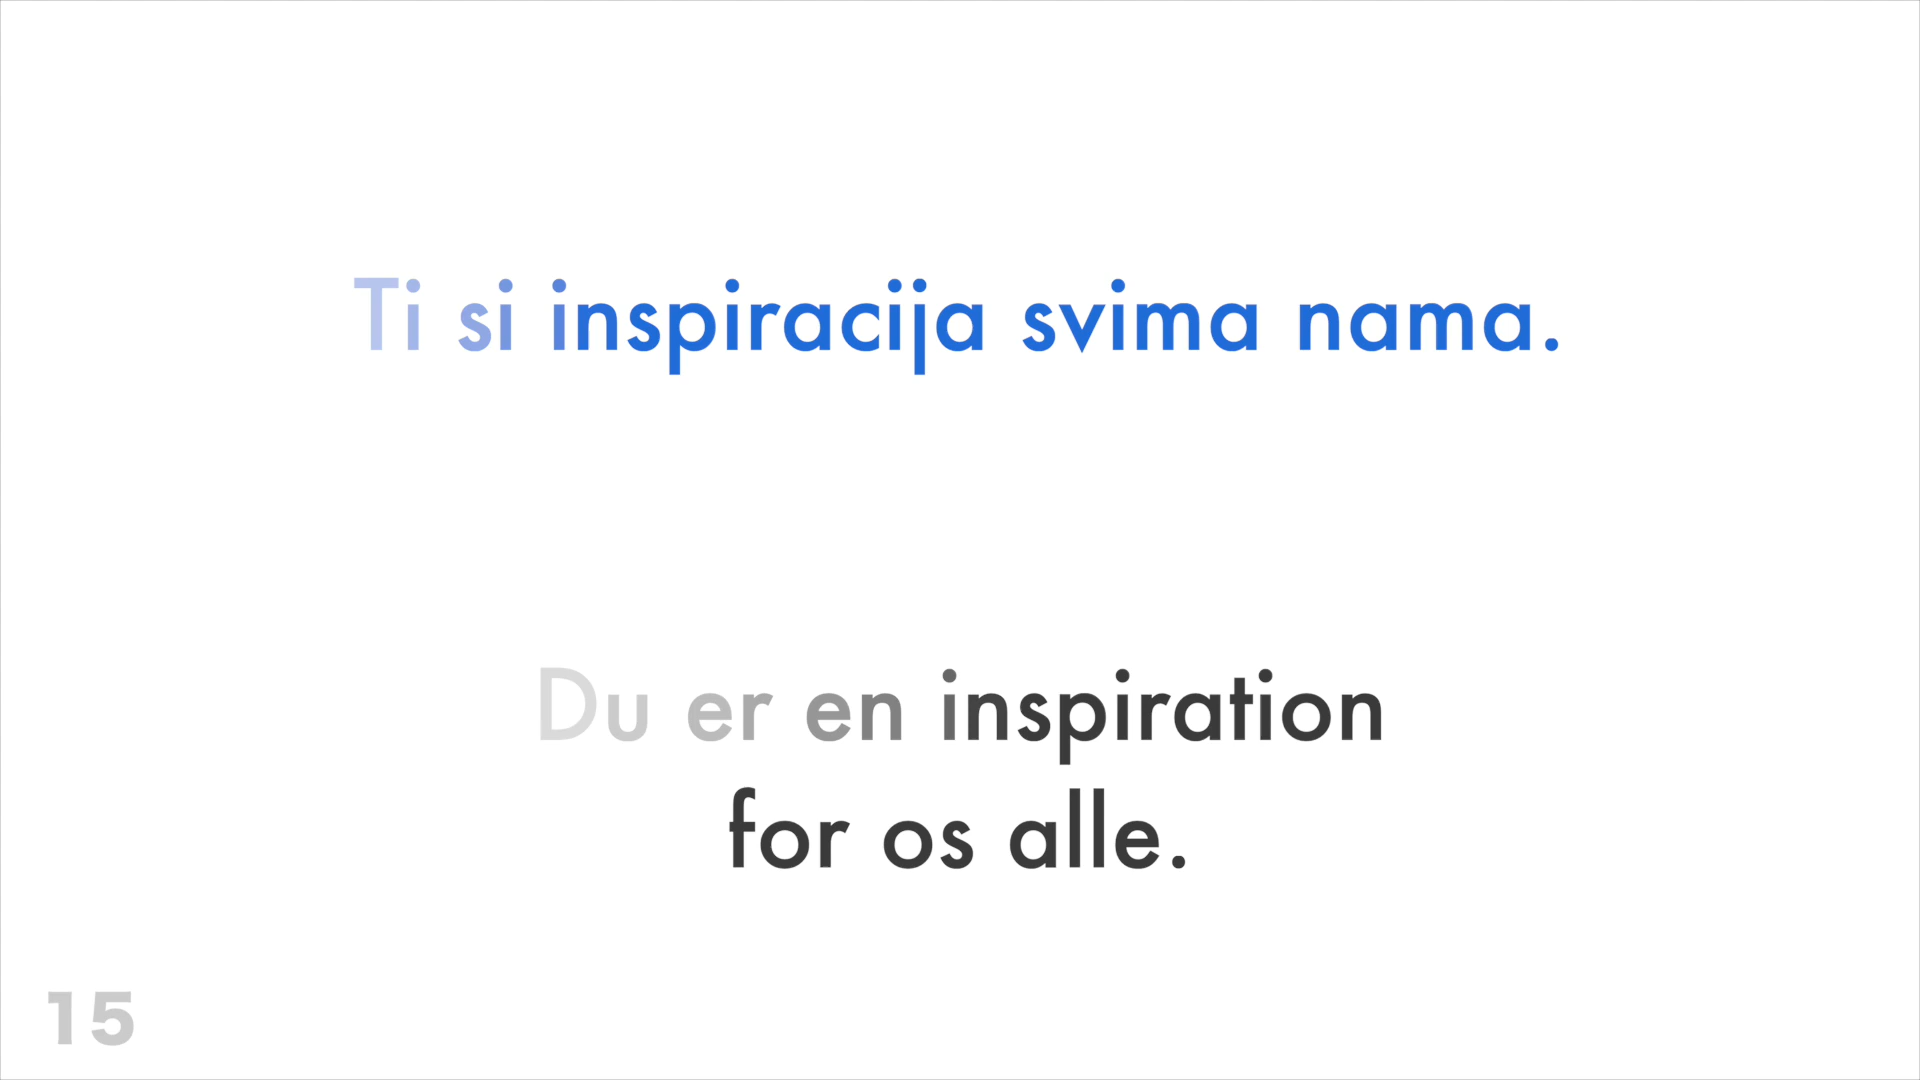 Ti si inspiracija svima nama.
Du er en inspiration
for os alle.
15